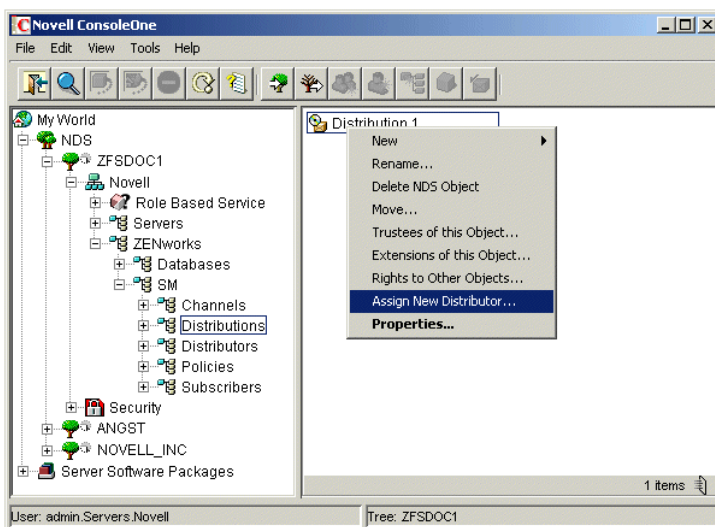 Novell ConsoleOne
File Edit View Tools Help
My World
NDS
ZFSDOC1
Novell
Role Based Service
Servers
ZENworks
Databases
SM
Channels
Distributions
Distributors
Policies
Subscribers
Security
ANGST
NOVELL_INC
Server Software Packages
Distribution 1
New
Rename...
Delete NDS Object
Move...
Trustees of this Object...
Extensions of this Object...
Rights to Other Objects...
Assign New Distributor...
Properties...
1 items
User: admin.Servers.Novell
Tree: ZFSDOC1